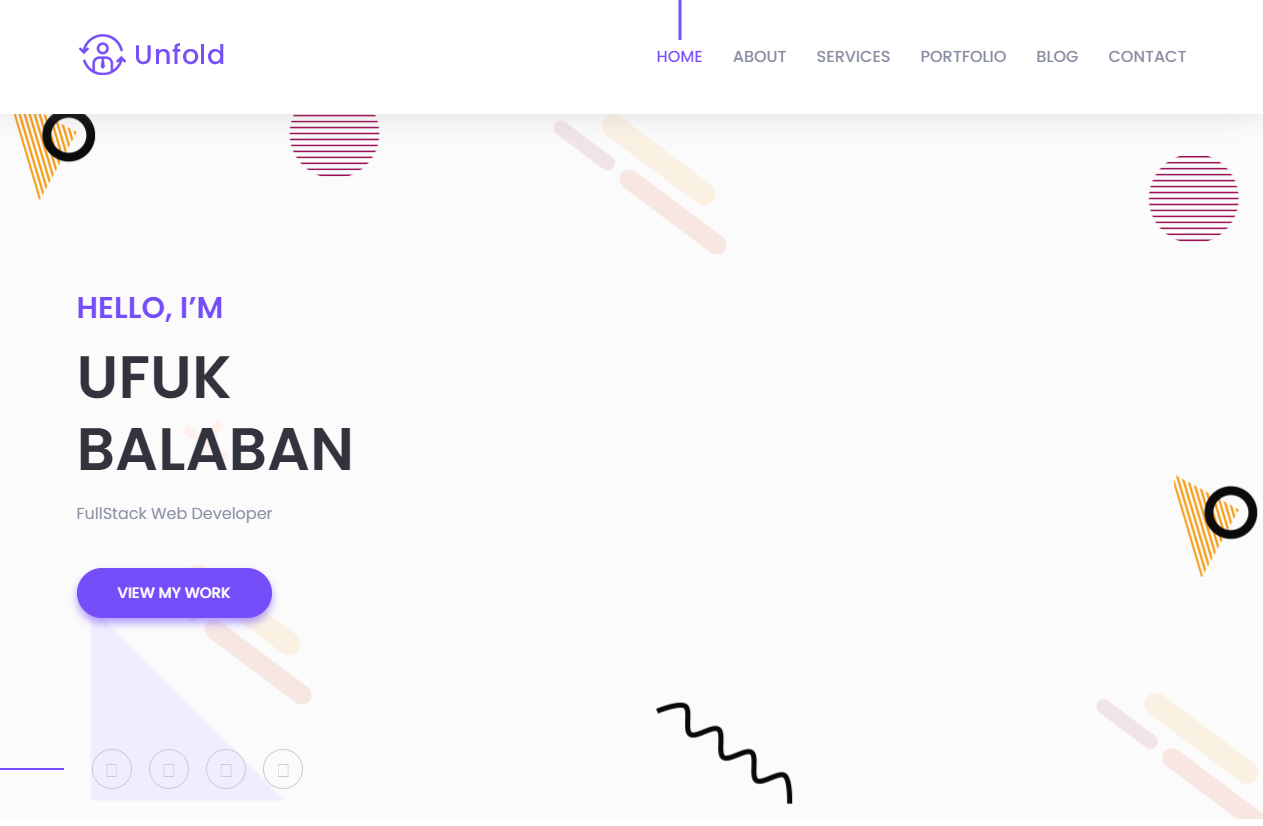 Unfold
HOME ABOUT SERVICES PORTFOLIO BLOG CONTACT
HELLO, I’M
UFUK
BALABAN
FullStack Web Developer
VIEW MY WORK